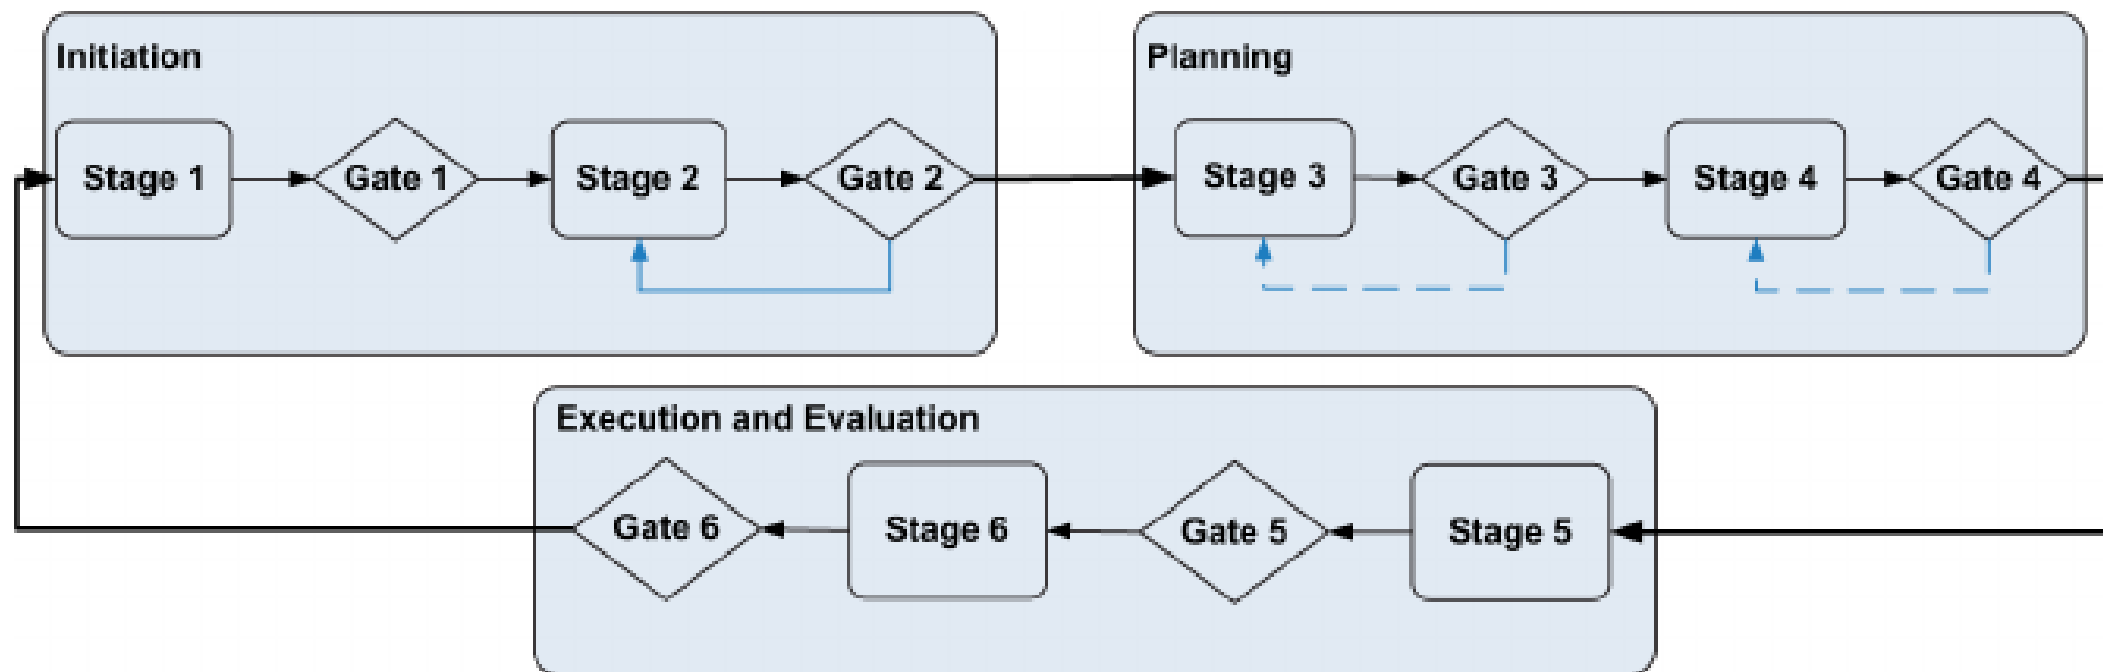 Initiation
Stage 1
Gate 1
Stage 2
Gate 2
Planning
Stage 3
Gate 3
Stage 4
Gate 4
Execution and Evaluation
Gate 6
Stage 6
Gate 5
Stage 5